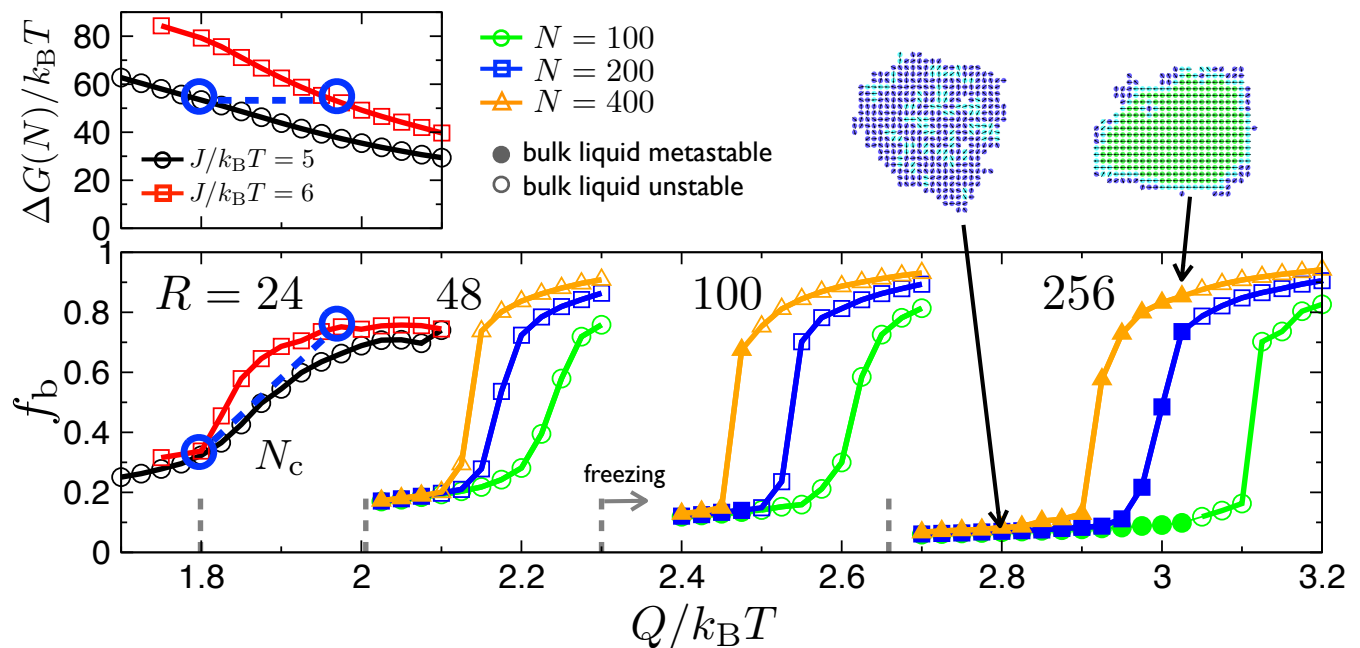 ΔG(N)/k_BT
80
60
40
20
0
J/k_BT = 5
J/k_BT = 6
N = 100
N = 200
N = 400
bulk liquid metastable
bulk liquid unstable
f_b
1
0.8
0.6
0.4
0.2
0
R = 24
48
100
256
N_c
freezing
1.8
2
2.2
2.4
2.6
2.8
3
3.2
Q/k_BT